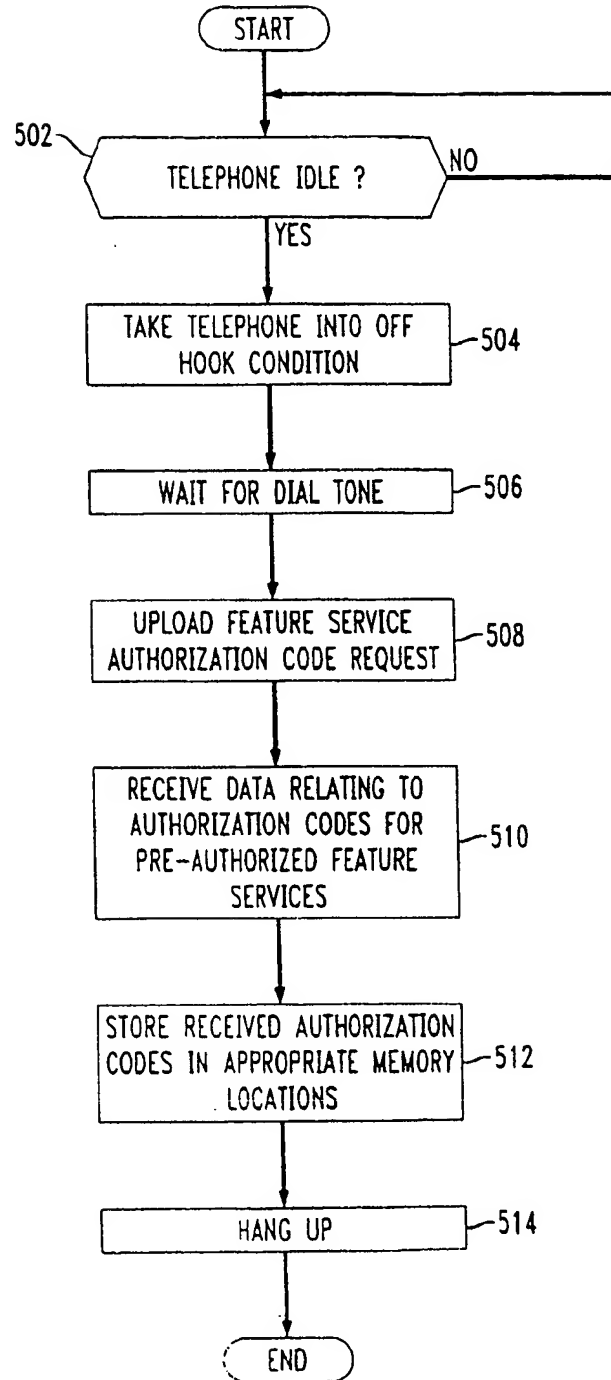 START
502
TELEPHONE IDLE ?
NO
YES
TAKE TELEPHONE INTO OFF
HOOK CONDITION
504
WAIT FOR DIAL TONE
506
UPLOAD FEATURE SERVICE
AUTHORIZATION CODE REQUEST
508
RECEIVE DATA RELATING TO
AUTHORIZATION CODES FOR
PRE-AUTHORIZED FEATURE
SERVICES
510
STORE RECEIVED AUTHORIZATION
CODES IN APPROPRIATE MEMORY
LOCATIONS
512
HANG UP
514
END